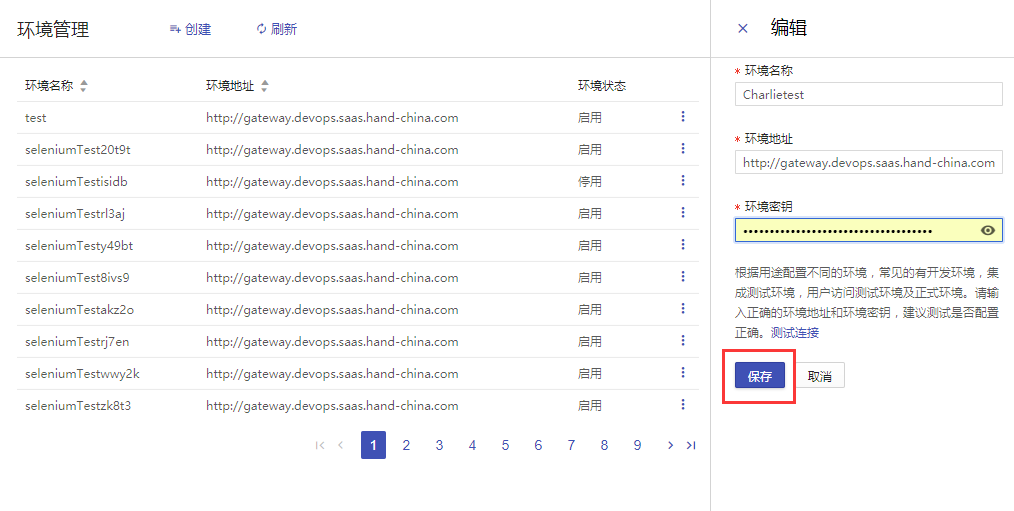 环境管理 创建 刷新
环境名称 环境地址 环境状态
test http://gateway.devops.saas.hand-china.com 启用
seleniumTest20t9t http://gateway.devops.saas.hand-china.com 启用
seleniumTestisidb http://gateway.devops.saas.hand-china.com 停用
seleniumTestrl3aj http://gateway.devops.saas.hand-china.com 启用
seleniumTesty49bt http://gateway.devops.saas.hand-china.com 启用
seleniumTest8ivs9 http://gateway.devops.saas.hand-china.com 启用
seleniumTestakz2o http://gateway.devops.saas.hand-china.com 启用
seleniumTestrj7en http://gateway.devops.saas.hand-china.com 启用
seleniumTestwwy2k http://gateway.devops.saas.hand-china.com 启用
seleniumTestzk8t3 http://gateway.devops.saas.hand-china.com 启用
1 2 3 4 5 6 7 8 9
编辑
* 环境名称
Charlietest
* 环境地址
http://gateway.devops.saas.hand-china.com
* 环境密钥
根据用途配置不同的环境，常见的有开发环境，集
成测试环境，用户访问测试环境及正式环境。请输
入正确的环境地址和环境密钥，建议测试是否配置
正确。测试连接
保存 取消